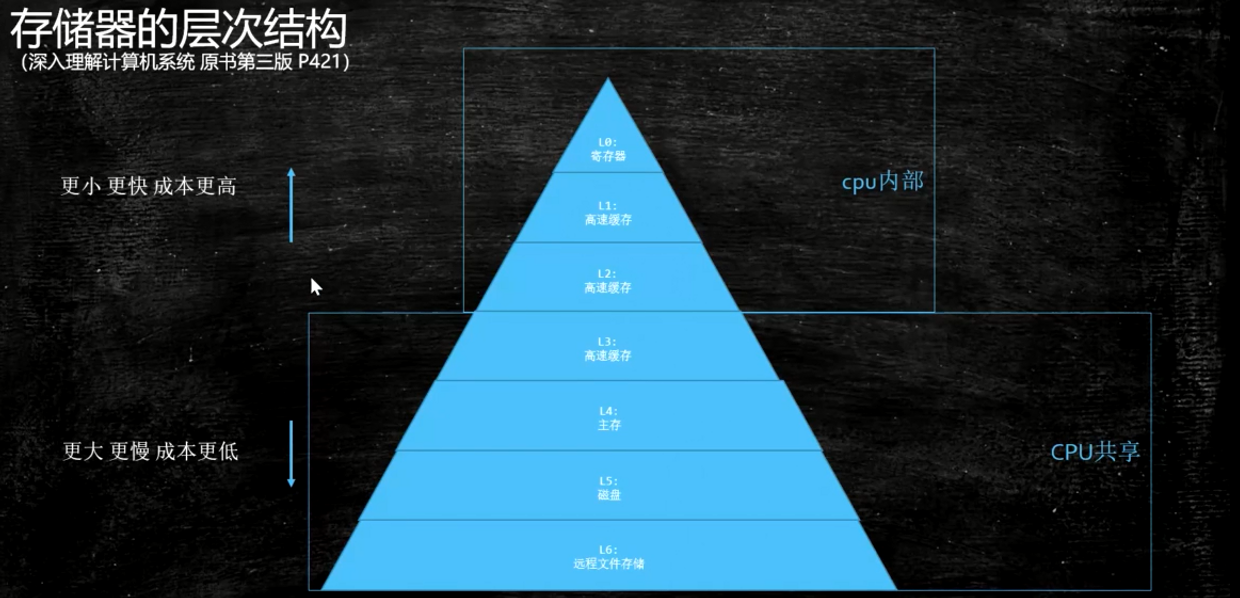 存储器的层次结构
（深入理解计算机系统 原书第三版 P421）
L0:
寄存器
更小 更快 成本更高
cpu内部
L1:
高速缓存
L2:
高速缓存
L3:
高速缓存
L4:
主存
更大 更慢 成本更低
CPU共享
L5:
磁盘
L6:
远程文件存储